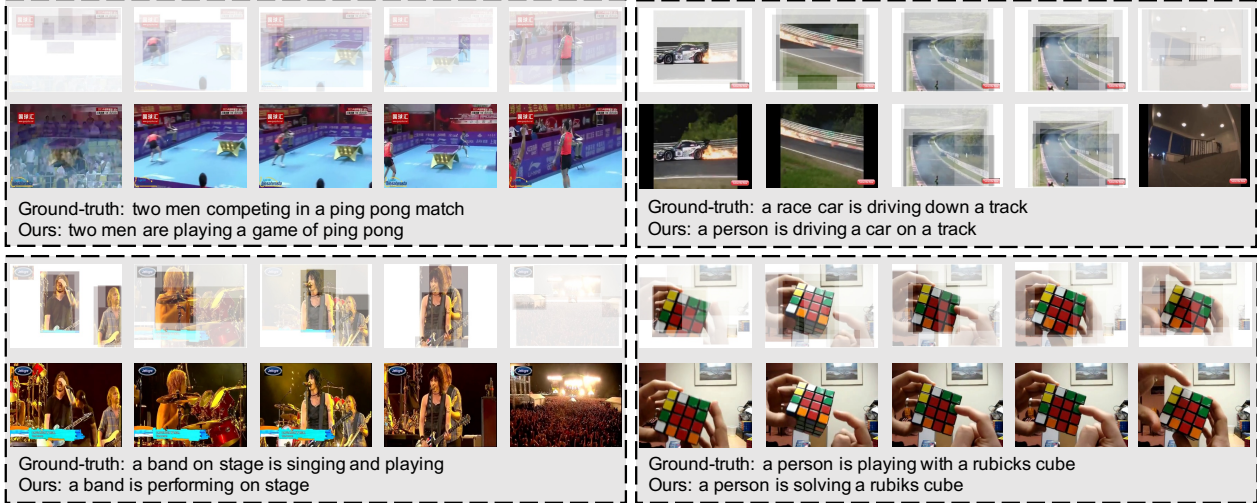 Ground-truth: two men competing in a ping pong match
Ours: two men are playing a game of ping pong
Ground-truth: a race car is driving down a track
Ours: a person is driving a car on a track
Ground-truth: a band on stage is singing and playing
Ours: a band is performing on stage
Ground-truth: a person is playing with a rubicks cube
Ours: a person is solving a rubiks cube